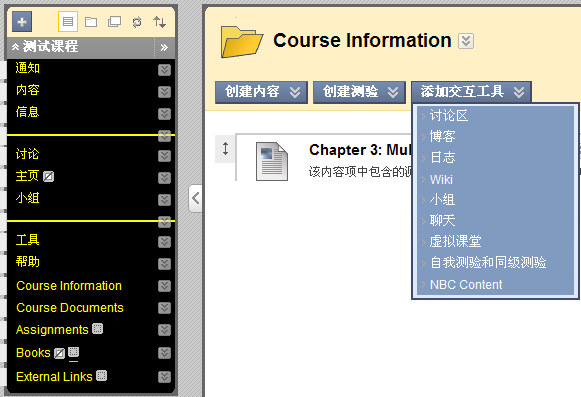 测试课程
通知
内容
信息
讨论
主页
小组
工具
帮助
Course Information
Course Documents
Assignments
Books
External Links
Course Information
创建内容
创建测验
添加交互工具
讨论区
博客
日志
Wiki
小组
聊天
虚拟课堂
自我测验和同级测验
NBC Content
Chapter 3: Mul
该内容项中包含的测